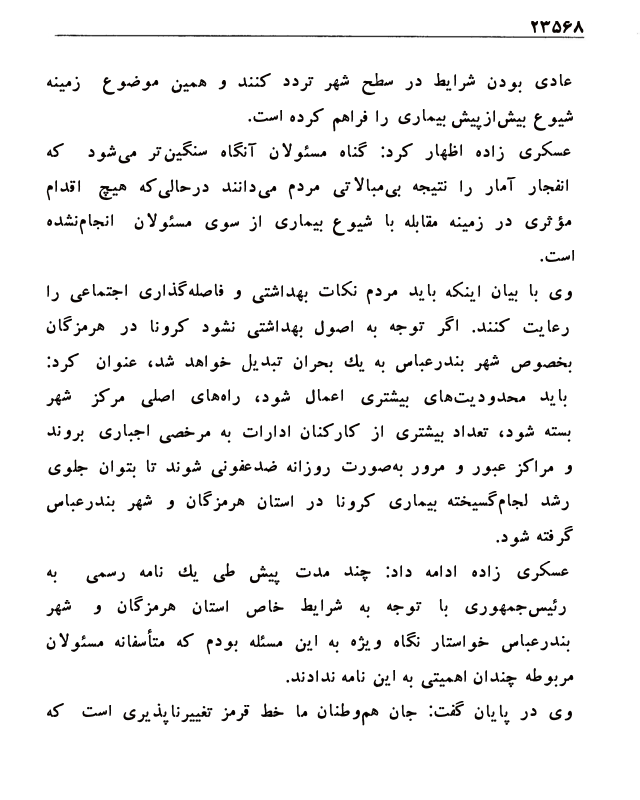 ۲۳۵۶۸
عادی بودن شرایط در سطح شهر تردد کنند و همین موضوع زمینه
شیوع بیش‌ازپیش بیماری را فراهم کرده است.
عسکری زاده اظهار کرد: گناه مسئولان آنگاه سنگین‌تر می‌شود که
انفجار آمار را نتیجه بی‌مبالاتی مردم می‌دانند درحالی‌که هیچ اقدام
مؤثری در زمینه مقابله با شیوع بیماری از سوی مسئولان انجام‌نشده
است.
وی با بیان اینکه باید مردم نکات بهداشتی و فاصله‌گذاری اجتماعی را
رعایت کنند. اگر توجه به اصول بهداشتی نشود کرونا در هرمزگان
بخصوص شهر بندرعباس به یك بحران تبدیل خواهد شد، عنوان کرد:
باید محدودیت‌های بیشتری اعمال شود، راه‌های اصلی مرکز شهر
بسته شود، تعداد بیشتری از کارکنان ادارات به مرخصی اجباری بروند
و مراکز عبور و مرور به‌صورت روزانه ضدعفونی شوند تا بتوان جلوی
رشد لجام‌گسیخته بیماری کرونا در استان هرمزگان و شهر بندرعباس
گرفته شود.
عسکری زاده ادامه داد: چند مدت پیش طی یك نامه رسمی به
رئیس‌جمهوری با توجه به شرایط خاص استان هرمزگان و شهر
بندرعباس خواستار نگاه ویژه به این مسئله بودم که متأسفانه مسئولان
مربوطه چندان اهمیتی به این نامه ندادند.
وی در پایان گفت: جان هم‌وطنان ما خط قرمز تغییرناپذیری است که